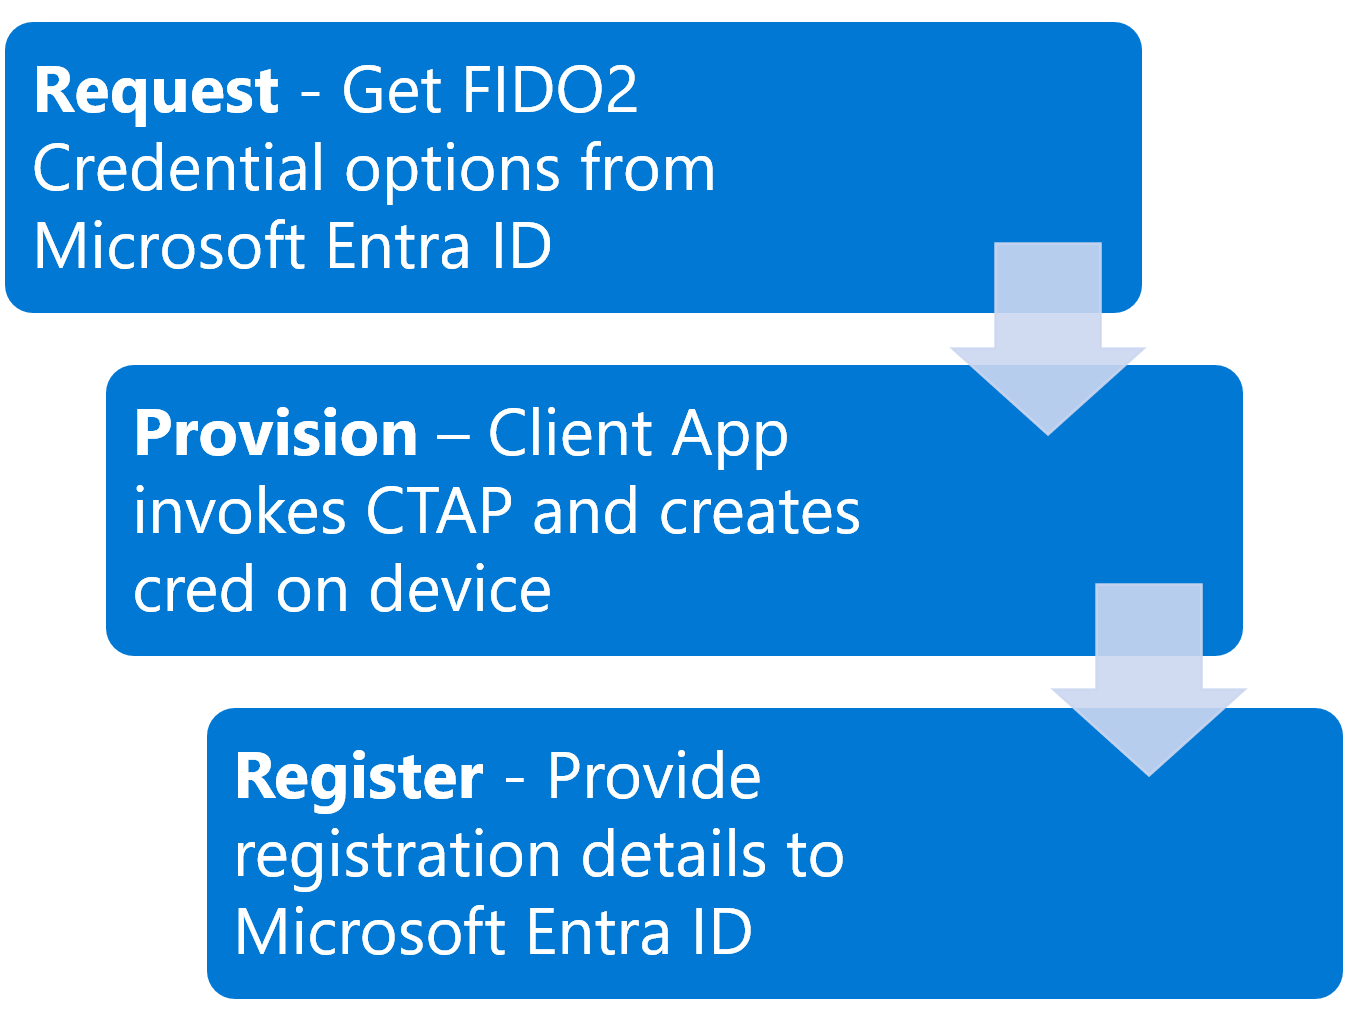 Request - Get FIDO2
Credential options from
Microsoft Entra ID
Provision – Client App
invokes CTAP and creates
cred on device
Register - Provide
registration details to
Microsoft Entra ID